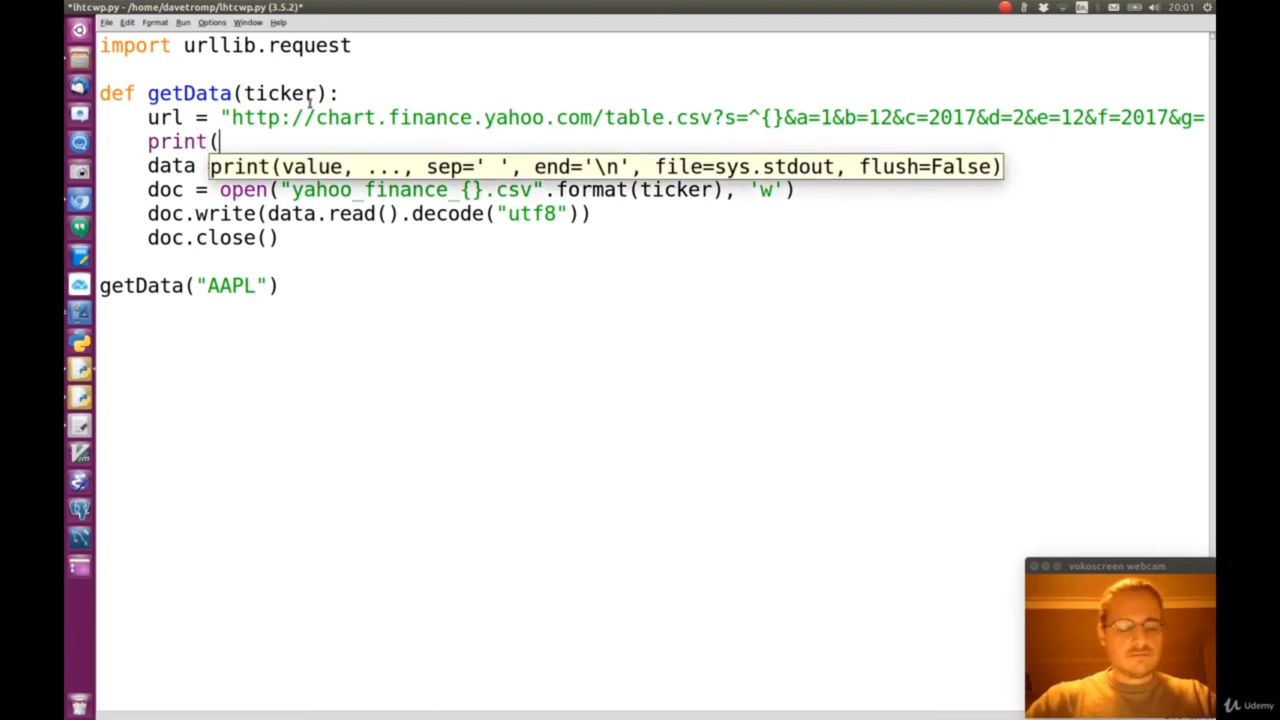 *lhtcwp.py - /home/davetromp/lhtcwp.py (3.5.2)
En
20:01
File Edit Format Run Options Window Help
import urllib.request
def getData(ticker):
url = "http://chart.finance.yahoo.com/table.csv?s=^{}&a=1&b=12&c=2017&d=2&e=12&f=2017&g=
print(
data
print(value, ..., sep=' ', end='\n', file=sys.stdout, flush=False)
doc = open("yahoo_finance_{}.csv".format(ticker), 'w')
doc.write(data.read().decode("utf8"))
doc.close()
getData("AAPL")
vokoscreen webcam
Udemy